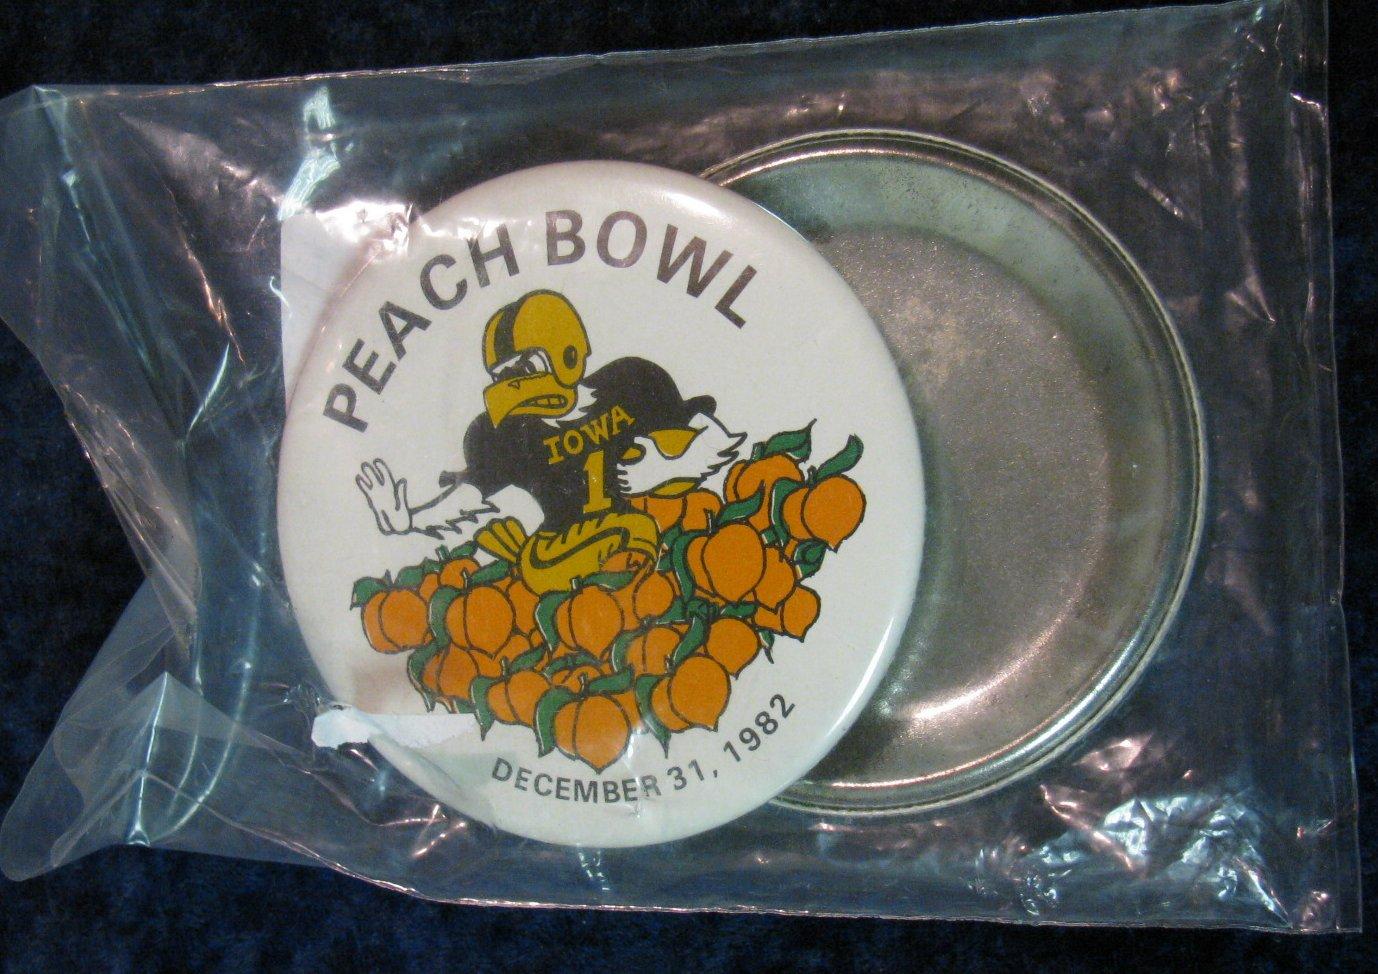 PEACH BOWL
IOWA
1
DECEMBER 31, 1982